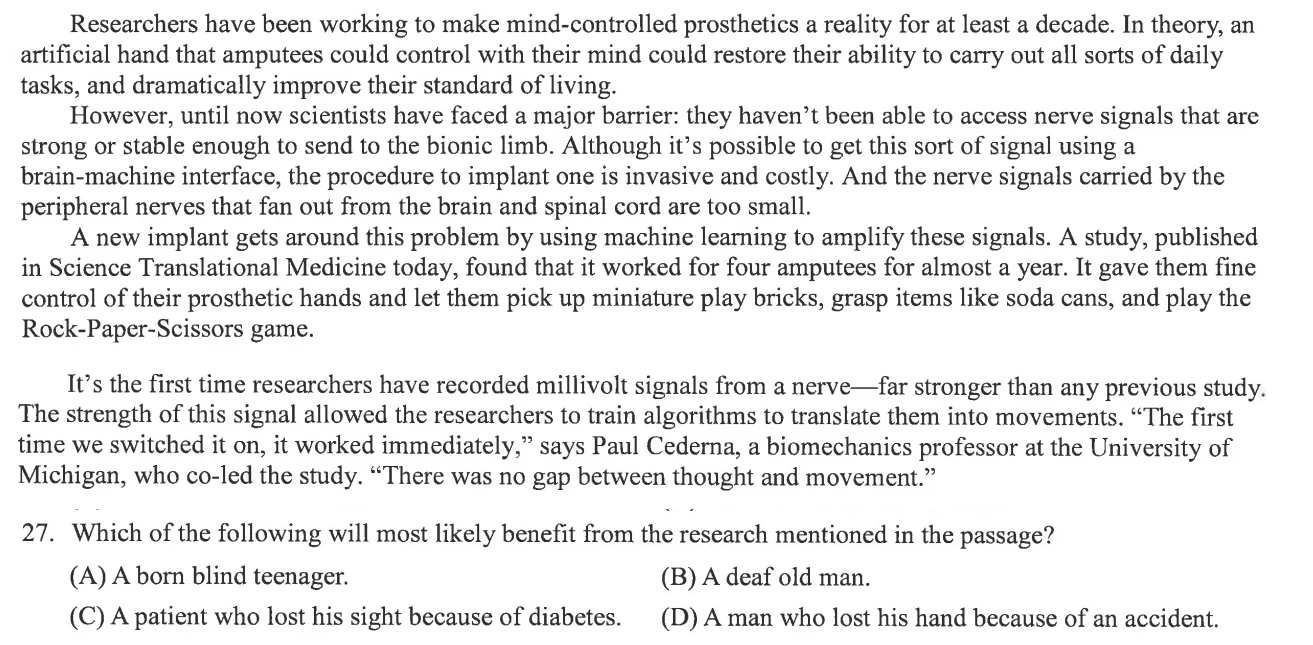 Researchers have been working to make mind-controlled prosthetics a reality for at least a decade. In theory, an
artificial hand that amputees could control with their mind could restore their ability to carry out all sorts of daily
tasks, and dramatically improve their standard of living.
However, until now scientists have faced a major barrier: they haven’t been able to access nerve signals that are
strong or stable enough to send to the bionic limb. Although it’s possible to get this sort of signal using a
brain-machine interface, the procedure to implant one is invasive and costly. And the nerve signals carried by the
peripheral nerves that fan out from the brain and spinal cord are too small.
A new implant gets around this problem by using machine learning to amplify these signals. A study, published
in Science Translational Medicine today, found that it worked for four amputees for almost a year. It gave them fine
control of their prosthetic hands and let them pick up miniature play bricks, grasp items like soda cans, and play the
Rock-Paper-Scissors game.
It’s the first time researchers have recorded millivolt signals from a nerve—far stronger than any previous study.
The strength of this signal allowed the researchers to train algorithms to translate them into movements. “The first
time we switched it on, it worked immediately,” says Paul Cederna, a biomechanics professor at the University of
Michigan, who co-led the study. “There was no gap between thought and movement.”
27. Which of the following will most likely benefit from the research mentioned in the passage?
(A) A born blind teenager. (B) A deaf old man.
(C) A patient who lost his sight because of diabetes. (D) A man who lost his hand because of an accident.